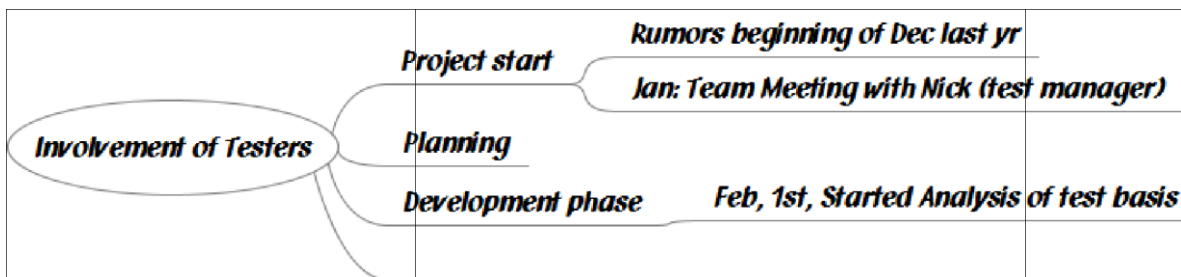 Rumors beginning of Dec last yr
Project start
Jan: Team Meeting with Nick (test manager)
Involvement of Testers
Planning
Development phase
Feb, 1st, Started Analysis of test basis